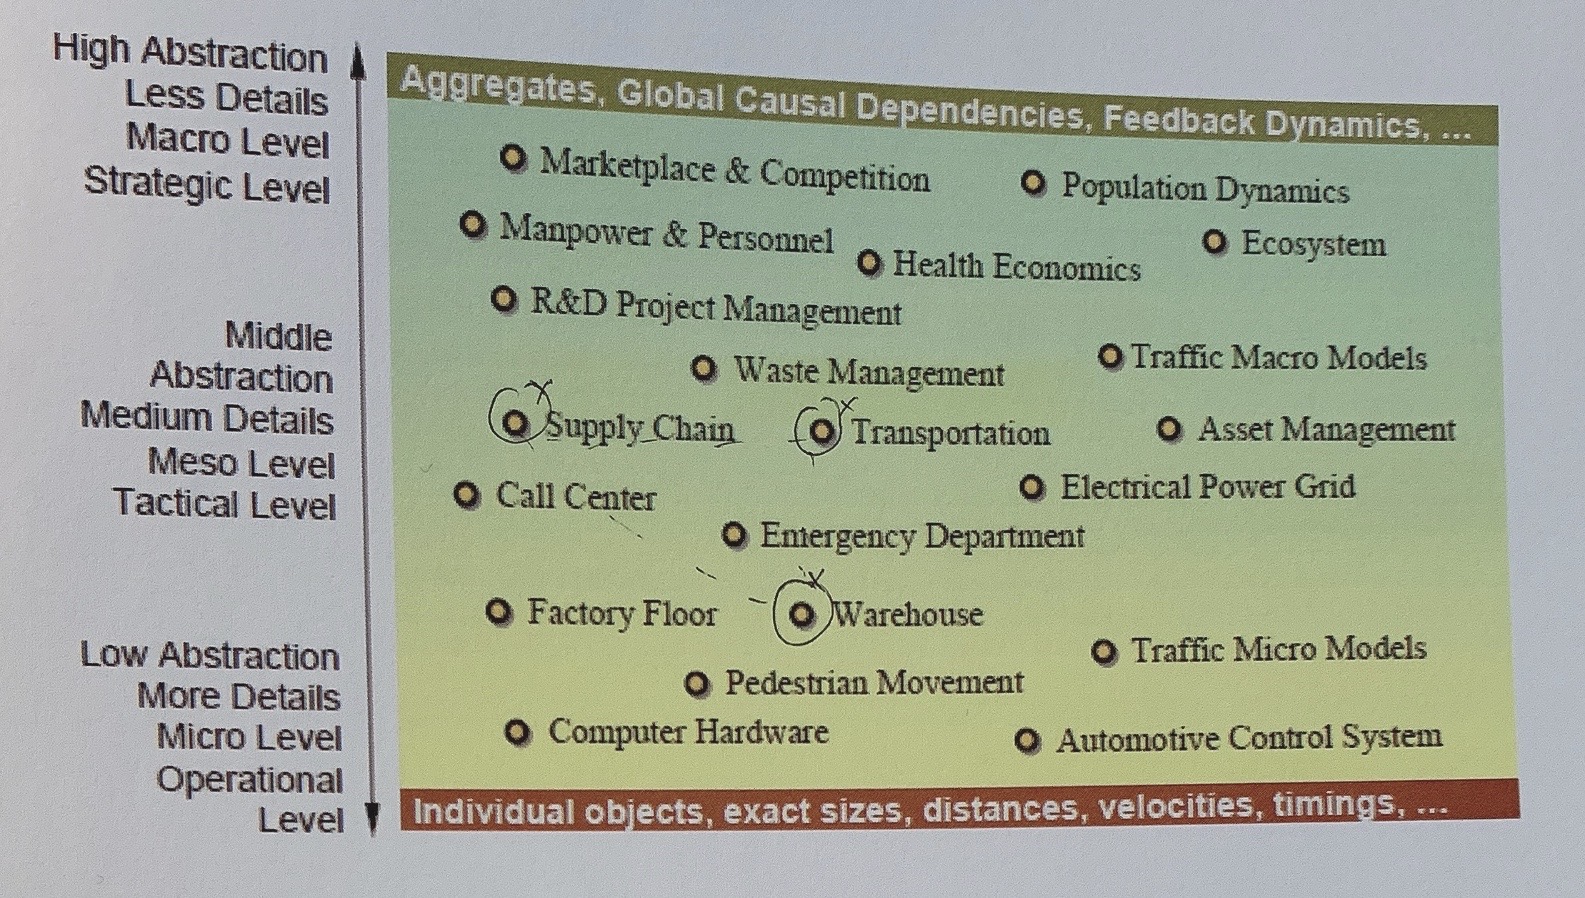 High Abstraction
Less Details
Macro Level
Strategic Level
Middle
Abstraction
Medium Details
Meso Level
Tactical Level
Low Abstraction
More Details
Micro Level
Operational
Level
Aggregates, Global Causal Dependencies, Feedback Dynamics, ...
Marketplace & Competition
Population Dynamics
Manpower & Personnel
Ecosystem
Health Economics
R&D Project Management
Waste Management
Traffic Macro Models
Supply Chain
Transportation
Asset Management
Call Center
Electrical Power Grid
Emergency Department
Factory Floor
Warehouse
Traffic Micro Models
Pedestrian Movement
Computer Hardware
Automotive Control System
Individual objects, exact sizes, distances, velocities, timings, ...